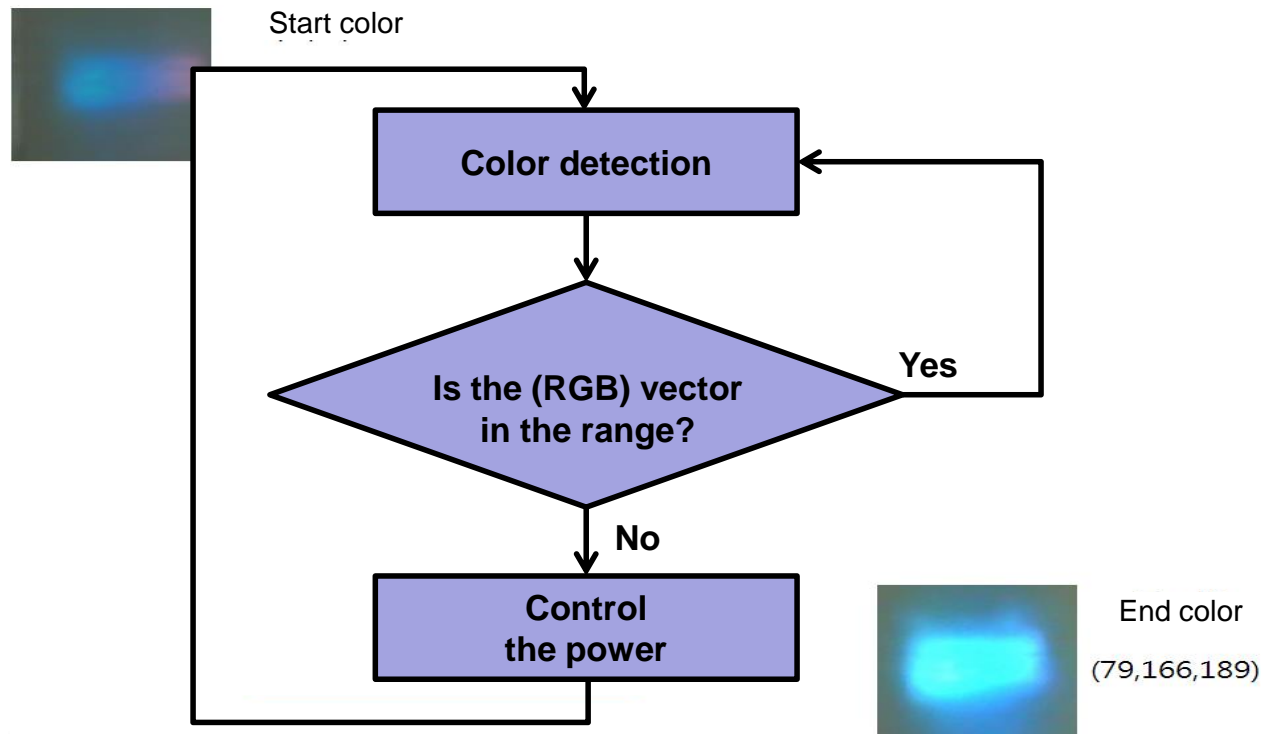 Start color
Color detection
Yes
Is the (RGB) vector
in the range?
No
Control
the power
End color
(79,166,189)